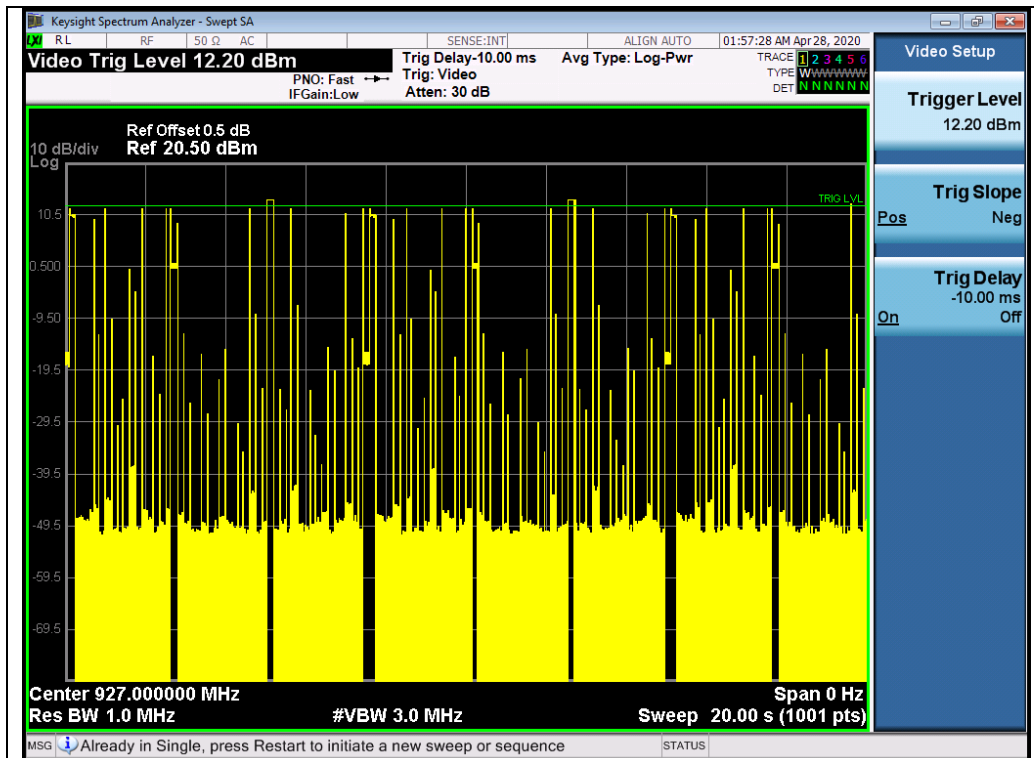 Keysight Spectrum Analyzer - Swept SA
LXI RL RF 50 Ω AC SENSE:INT ALIGN AUTO 01:57:28 AM Apr 28, 2020
Video Trig Level 12.20 dBm
PNO: Fast
IFGain:Low
Trig Delay-10.00 ms
Trig: Video
Atten: 30 dB
Avg Type: Log-Pwr
TRACE 1 2 3 4 5 6
TYPE W W W W W W
DET N N N N N N
Ref Offset 0.5 dB
10 dB/div Ref 20.50 dBm
Log
TRIG LVL
10.5
0.500
-9.50
-19.5
-29.5
-39.5
-49.5
-59.5
-69.5
Center 927.000000 MHz Span 0 Hz
Res BW 1.0 MHz #VBW 3.0 MHz Sweep 20.00 s (1001 pts)
MSG Already in Single, press Restart to initiate a new sweep or sequence STATUS
Video Setup
Trigger Level
12.20 dBm
Trig Slope
Pos Neg
Trig Delay
-10.00 ms
On Off